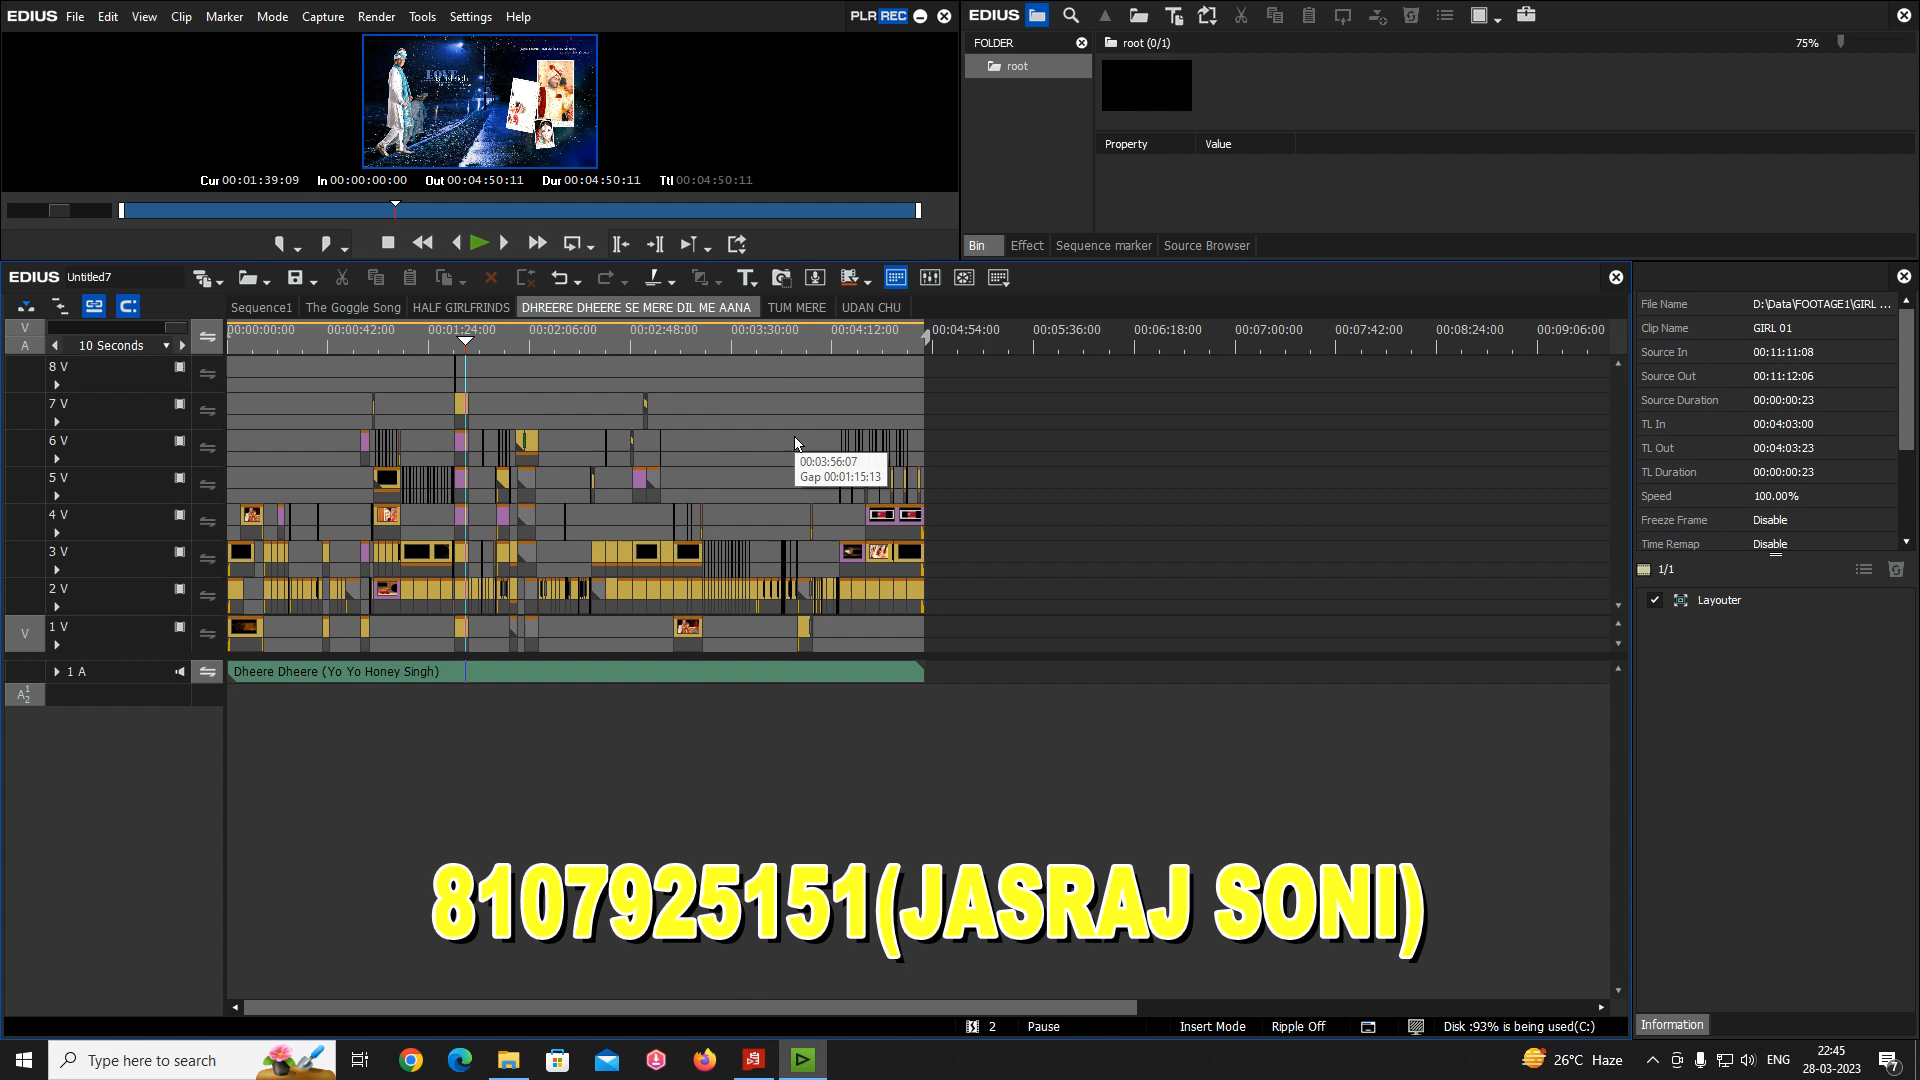 EDIUS File Edit View Clip Marker Mode Capture Render Tools Settings Help
PLR REC
LOVE
Cur 00:01:39:09 In 00:00:00:00 Out 00:04:50:11 Dur 00:04:50:11 Ttl 00:04:50:11
EDIUS
FOLDER
root
root (0/1)
75%
Property Value
Bin Effect Sequence marker Source Browser
EDIUS Untitled7
Sequence1 The Goggle Song HALF GIRLFRINDS DHREERE DHEERE SE MERE DIL ME AANA TUM MERE UDAN CHU
V
A
10 Seconds
00:00:00:00 00:00:42:00 00:01:24:00 00:02:06:00 00:02:48:00 00:03:30:00 00:04:12:00 00:04:54:00 00:05:36:00 00:06:18:00 00:07:00:00 00:07:42:00 00:08:24:00 00:09:06:00
8 V
7 V
6 V
5 V
4 V
3 V
2 V
V 1 V
00:03:56:07
Gap 00:01:15:13
1 A Dheere Dheere (Yo Yo Honey Singh)
A 1 2
File Name D:\Data\FOOTAGE1\GIRL ...
Clip Name GIRL 01
Source In 00:11:11:08
Source Out 00:11:12:06
Source Duration 00:00:00:23
TL In 00:04:03:00
TL Out 00:04:03:23
TL Duration 00:00:00:23
Speed 100.00%
Freeze Frame Disable
Time Remap Disable
1/1
Layouter
Information
8107925151(JASRAJ SONI)
2 Pause Insert Mode Ripple Off Disk :93% is being used(C:)
Type here to search
26°C Haze
ENG
22:45
28-03-2023
7